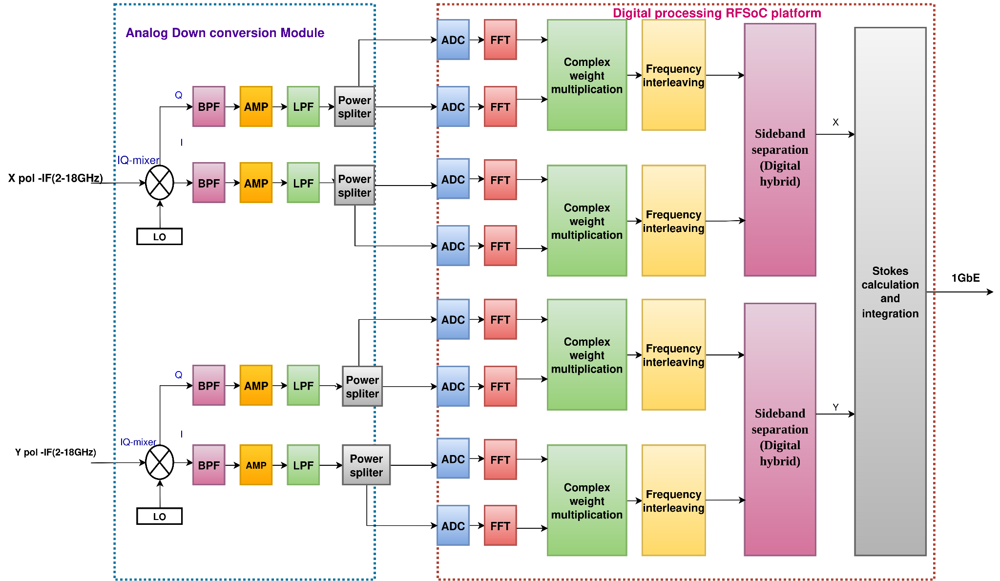 Digital processing RFSoC platform
Analog Down conversion Module
ADC
FFT
Complex
weight
multiplication
Frequency
interleaving
Q
BPF
AMP
LPF
Power
spliter
ADC
FFT
Sideband
separation
(Digital
hybrid)
X
I
IQ-mixer
X pol -IF(2-18GHz)
BPF
AMP
LPF
Power
spliter
ADC
FFT
Complex
weight
multiplication
Frequency
interleaving
LO
ADC
FFT
Stokes
calculation
and
integration
1GbE
ADC
FFT
Complex
weight
multiplication
Frequency
interleaving
Q
BPF
AMP
LPF
Power
spliter
ADC
FFT
Sideband
separation
(Digital
hybrid)
Y
I
IQ-mixer
Y pol -IF(2-18GHz)
BPF
AMP
LPF
Power
spliter
ADC
FFT
Complex
weight
multiplication
Frequency
interleaving
LO
ADC
FFT